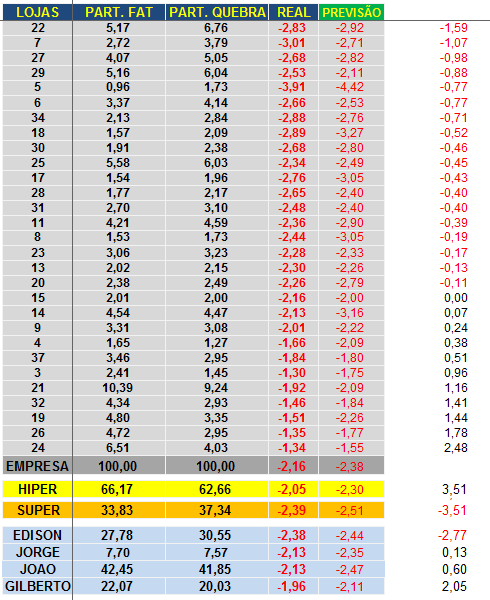 LOJAS PART. FAT PART. QUEBRA REAL PREVISÃO
22 5,17 6,76 -2,83 -2,92 -1,59
7 2,72 3,79 -3,01 -2,71 -1,07
27 4,07 5,05 -2,68 -2,82 -0,98
29 5,16 6,04 -2,53 -2,11 -0,88
5 0,96 1,73 -3,91 -4,42 -0,77
6 3,37 4,14 -2,66 -2,53 -0,77
34 2,13 2,84 -2,88 -2,76 -0,71
18 1,57 2,09 -2,89 -3,27 -0,52
30 1,91 2,38 -2,68 -2,80 -0,46
25 5,58 6,03 -2,34 -2,49 -0,45
17 1,54 1,96 -2,76 -3,05 -0,43
28 1,77 2,17 -2,65 -2,40 -0,40
31 2,70 3,10 -2,48 -2,40 -0,40
11 4,21 4,59 -2,36 -2,90 -0,39
8 1,53 1,73 -2,44 -3,05 -0,19
23 3,06 3,23 -2,28 -2,33 -0,17
13 2,02 2,15 -2,30 -2,26 -0,13
20 2,38 2,49 -2,26 -2,79 -0,11
15 2,01 2,00 -2,16 -2,00 0,00
14 4,54 4,47 -2,13 -3,16 0,07
9 3,31 3,08 -2,01 -2,22 0,24
4 1,65 1,27 -1,66 -2,09 0,38
37 3,46 2,95 -1,84 -1,80 0,51
3 2,41 1,45 -1,30 -1,75 0,96
21 10,39 9,24 -1,92 -2,09 1,16
32 4,34 2,93 -1,46 -1,84 1,41
19 4,80 3,35 -1,51 -2,26 1,44
26 4,72 2,95 -1,35 -1,77 1,78
24 6,51 4,03 -1,34 -1,55 2,48
EMPRESA 100,00 100,00 -2,16 -2,38
HIPER 66,17 62,66 -2,05 -2,30 3,51
SUPER 33,83 37,34 -2,39 -2,51 -3,51
EDISON 27,78 30,55 -2,38 -2,44 -2,77
JORGE 7,70 7,57 -2,13 -2,35 0,13
JOAO 42,45 41,85 -2,13 -2,47 0,60
GILBERTO 22,07 20,03 -1,96 -2,11 2,05